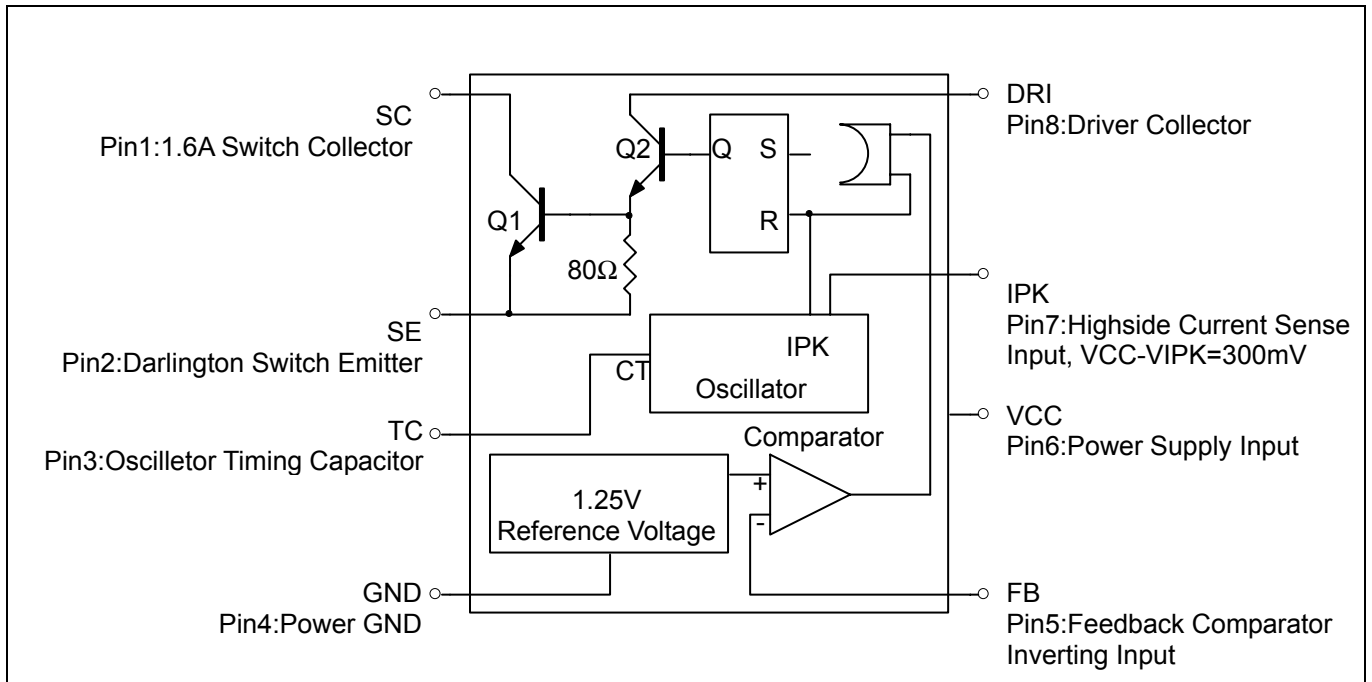 SC
Pin1:1.6A Switch Collector
DRI
Pin8:Driver Collector
Q2
Q
S
R
Q1
80Ω
SE
Pin2:Darlington Switch Emitter
IPK
Pin7:Highside Current Sense
Input, VCC-VIPK=300mV
IPK
CT
Oscillator
TC
Pin3:Oscilletor Timing Capacitor
VCC
Pin6:Power Supply Input
Comparator
1.25V
Reference Voltage
+
-
GND
Pin4:Power GND
FB
Pin5:Feedback Comparator
Inverting Input